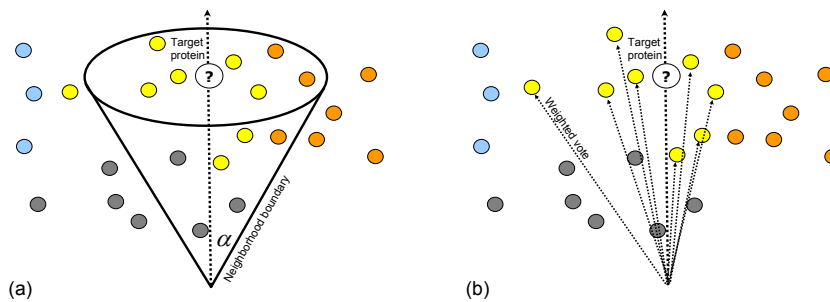 Target
protein
?
α
Neighborhood boundary
(a)
Target
protein
?
Weighted vote
(b)